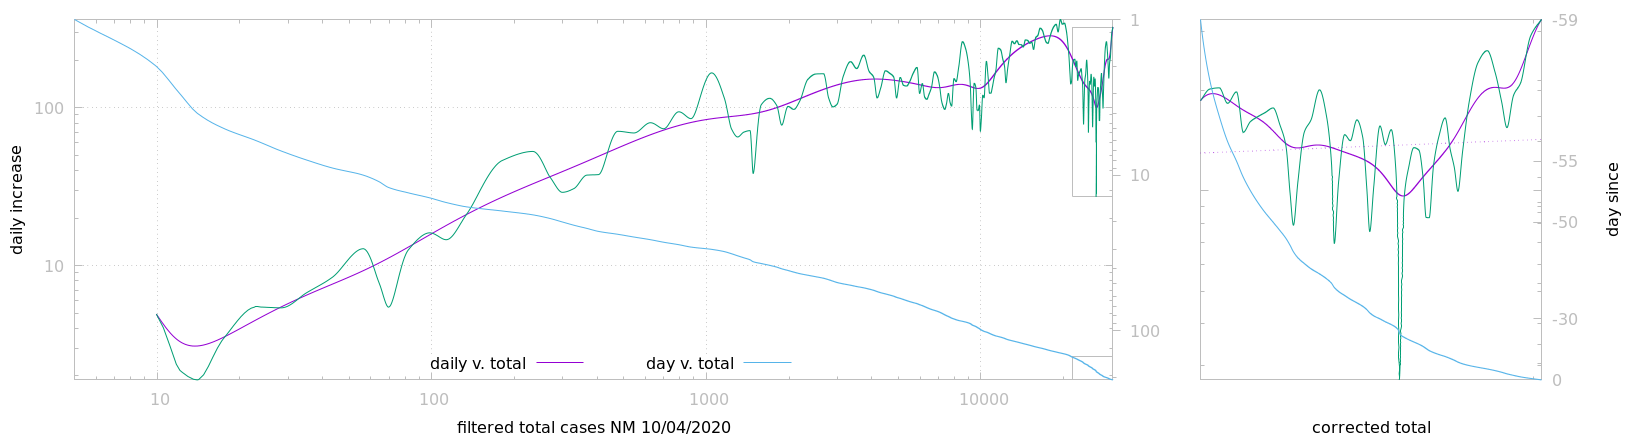 1
-59
100
daily increase
10
-55
-50
day since
10
100
-30
daily v. total
day v. total
0
10
100
1000
10000
filtered total cases NM 10/04/2020
corrected total